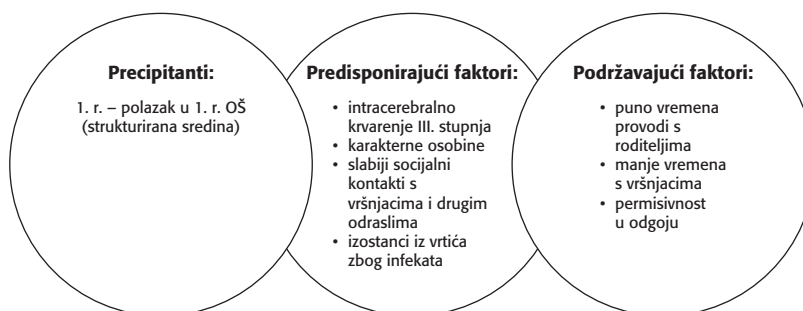 Precipitanti:
1. r. – polazak u 1. r. OŠ
(strukturirana sredina)
Predisponirajući faktori:
• intracerebralno
krvarenje III. stupnja
• karakterne osobine
• slabiji socijalni
kontakti s
vršnjacima i drugim
odraslima
• izostanci iz vrtića
zbog infekata
Podržavajući faktori:
• puno vremena
provodi s
roditeljima
• manje vremena
s vršnjacima
• permisivnost
u odgoju